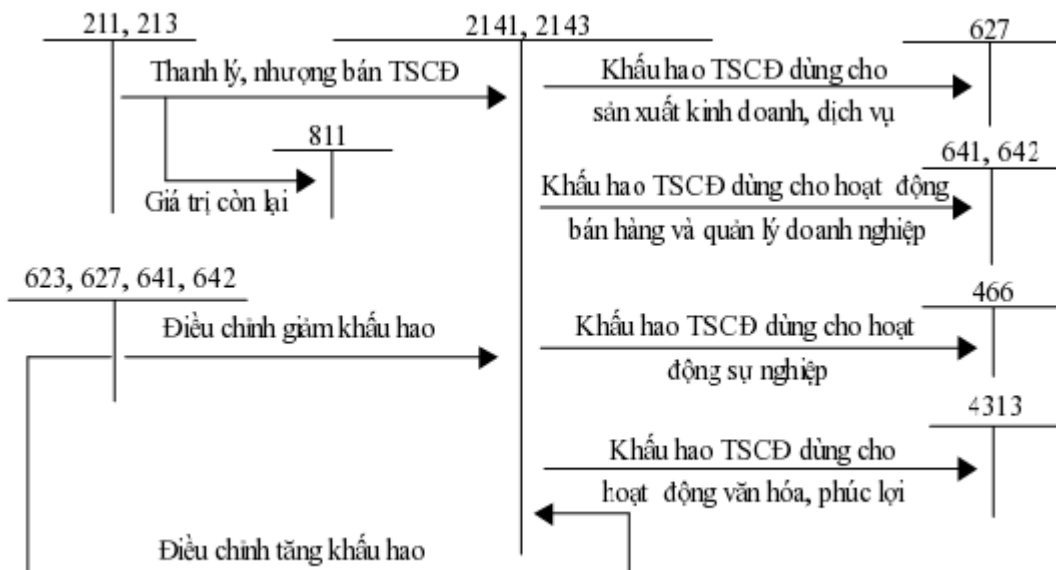 211, 213
2141, 2143
627
Thanh lý, nhượng bán TSCĐ
Khấu hao TSCĐ dùng cho
sản xuất kinh doanh, dịch vụ
811
Giá trị còn lại
641, 642
Khấu hao TSCĐ dùng cho hoạt động
bán hàng và quản lý doanh nghiệp
623, 627, 641, 642
466
Điều chỉnh giảm khấu hao
Khấu hao TSCĐ dùng cho hoạt
động sự nghiệp
4313
Khấu hao TSCĐ dùng cho
hoạt động văn hóa, phúc lợi
Điều chỉnh tăng khấu hao